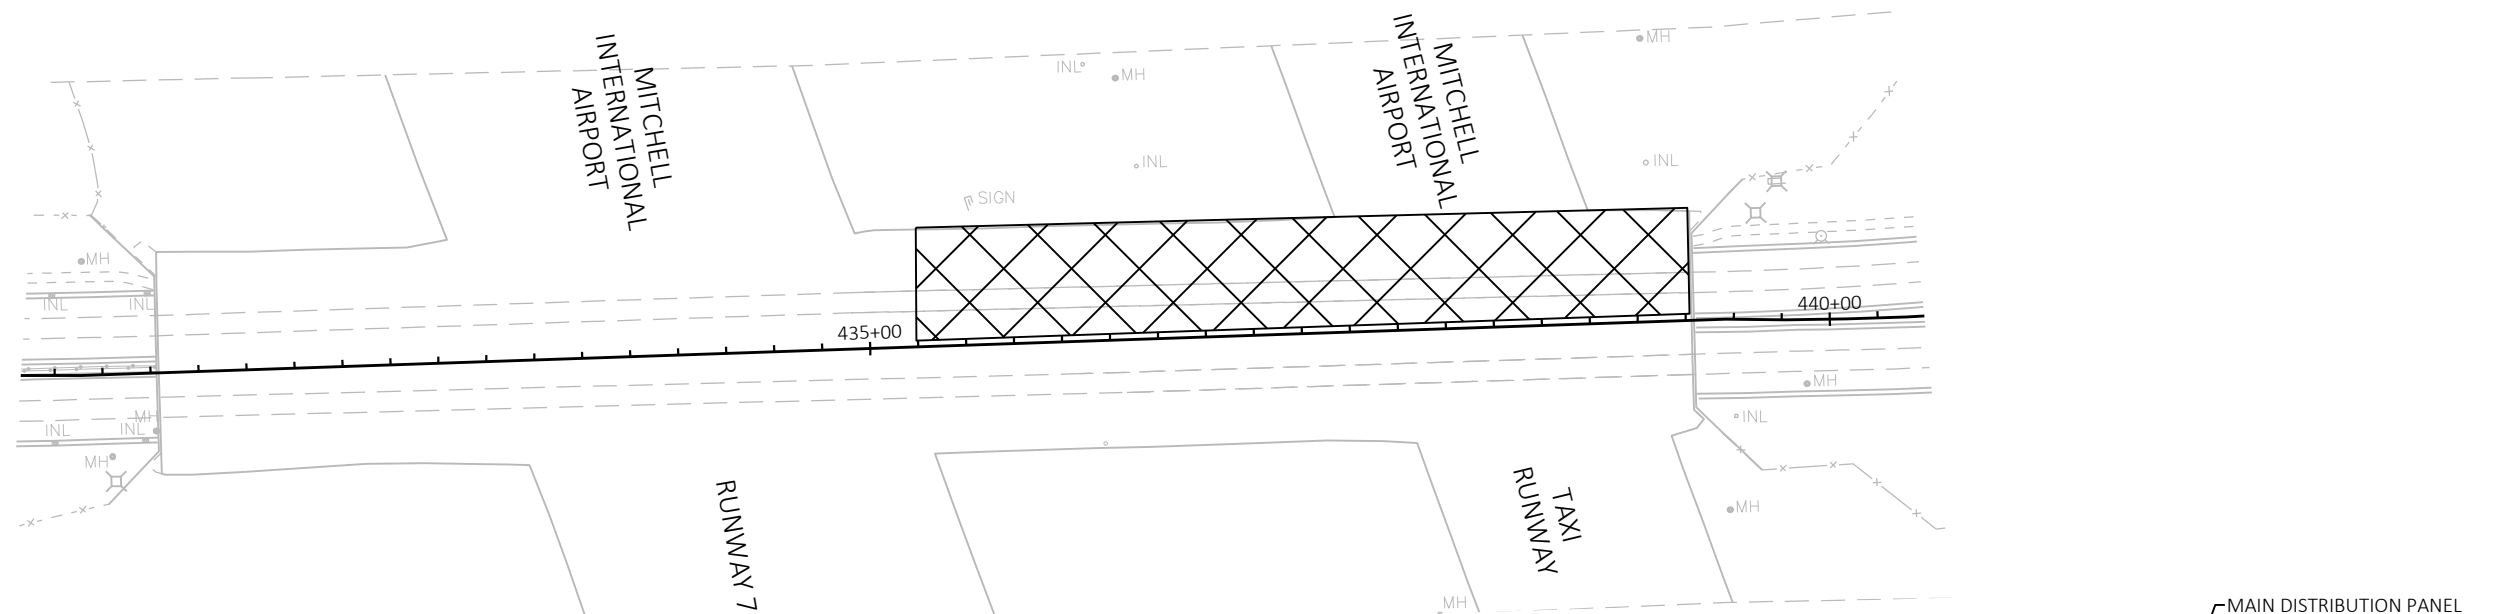 MITCHELL
INTERNATIONAL
AIRPORT
MITCHELL
INTERNATIONAL
AIRPORT
MH
INL
MH
INL
INL
SIGN
MH
INL
INL
440+00
435+00
MH
MH
INL
INL
INL
MH
MH
RUNWAY 7
TAXI
RUNWAY
MH
MH
MAIN DISTRIBUTION PANEL